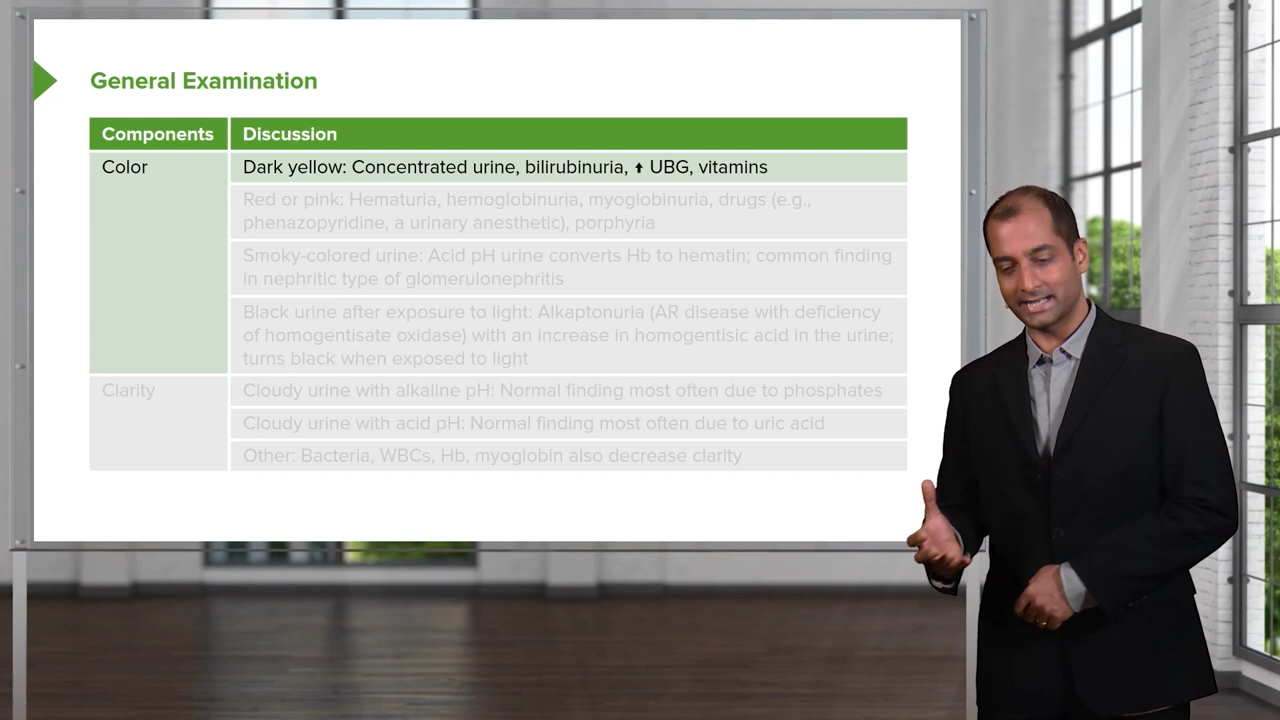 General Examination
Components
Discussion
Color
Dark yellow: Concentrated urine, bilirubinuria, ↑ UBG, vitamins
Red or pink: Hematuria, hemoglobinuria, myoglobinuria, drugs (e.g.,
phenazopyridine, a urinary anesthetic), porphyria
Smoky-colored urine: Acid pH urine converts Hb to hematin; common finding
in nephritic type of glomerulonephritis
Black urine after exposure to light: Alkaptonuria (AR disease with deficiency
of homogentisate oxidase) with an increase in homogentisic acid in the urine;
turns black when exposed to light
Clarity
Cloudy urine with alkaline pH: Normal finding most often due to phosphates
Cloudy urine with acid pH: Normal finding most often due to uric acid
Other: Bacteria, WBCs, Hb, myoglobin also decrease clarity